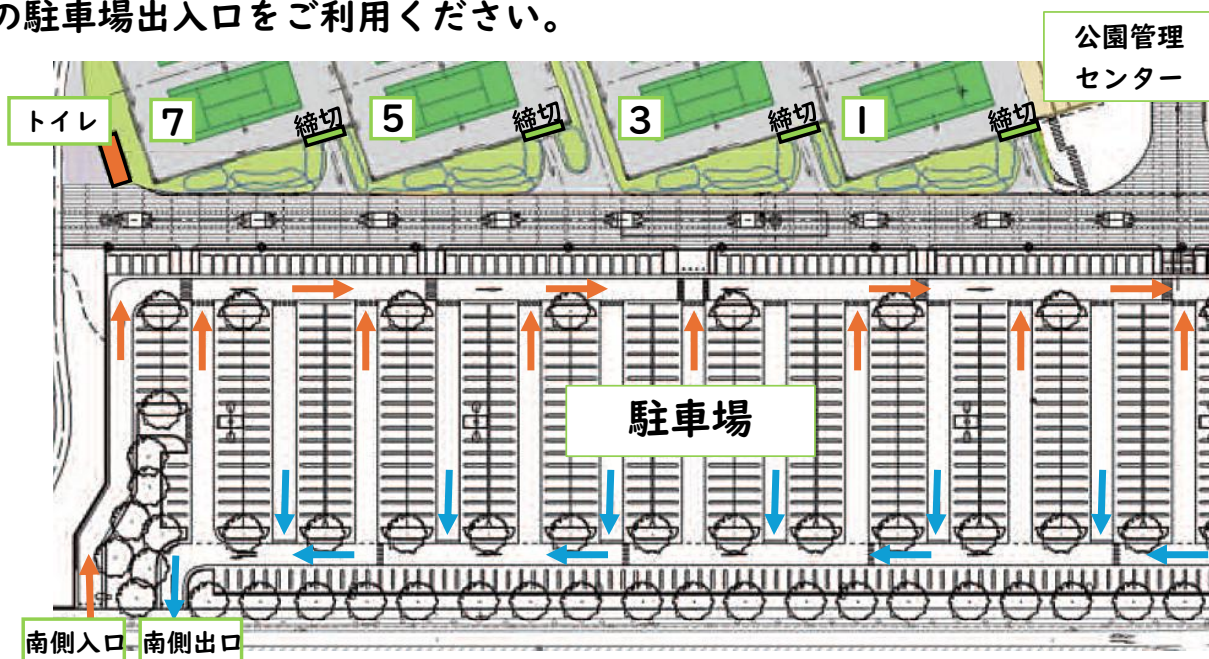 の駐車場出入口をご利用ください。
公園管理
センター
トイレ
7
締切
5
締切
3
締切
1
締切
駐車場
南側入口
南側出口